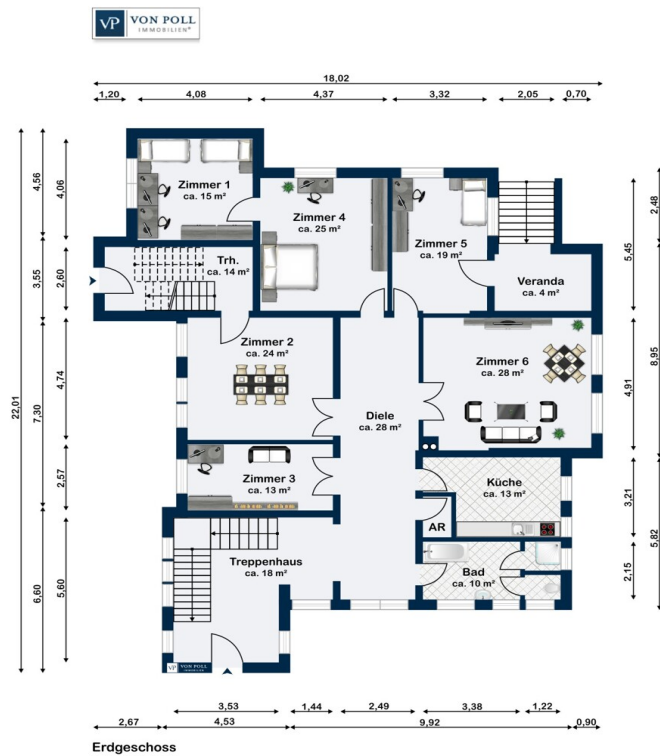 VP VON POLL
IMMOBILIEN®
18,02
1,20 4,08 4,37 3,32 2,05 0,70
22,01
4,56
3,55
7,30
6,60
4,06
2,60
4,74
2,57
5,60
Zimmer 1
ca. 15 m²
Zimmer 4
ca. 25 m²
Zimmer 5
ca. 19 m²
Trh.
ca. 14 m²
Veranda
ca. 4 m²
Zimmer 2
ca. 24 m²
Zimmer 6
ca. 28 m²
Diele
ca. 28 m²
Zimmer 3
ca. 13 m²
Küche
ca. 13 m²
AR
Treppenhaus
ca. 18 m²
Bad
ca. 10 m²
VP VON POLL
IMMOBILIEN
5,45
4,91
3,21
2,15
2,48
8,95
5,82
3,53 1,44 2,49 3,38 1,22
2,67 4,53 9,92 0,90
Erdgeschoss